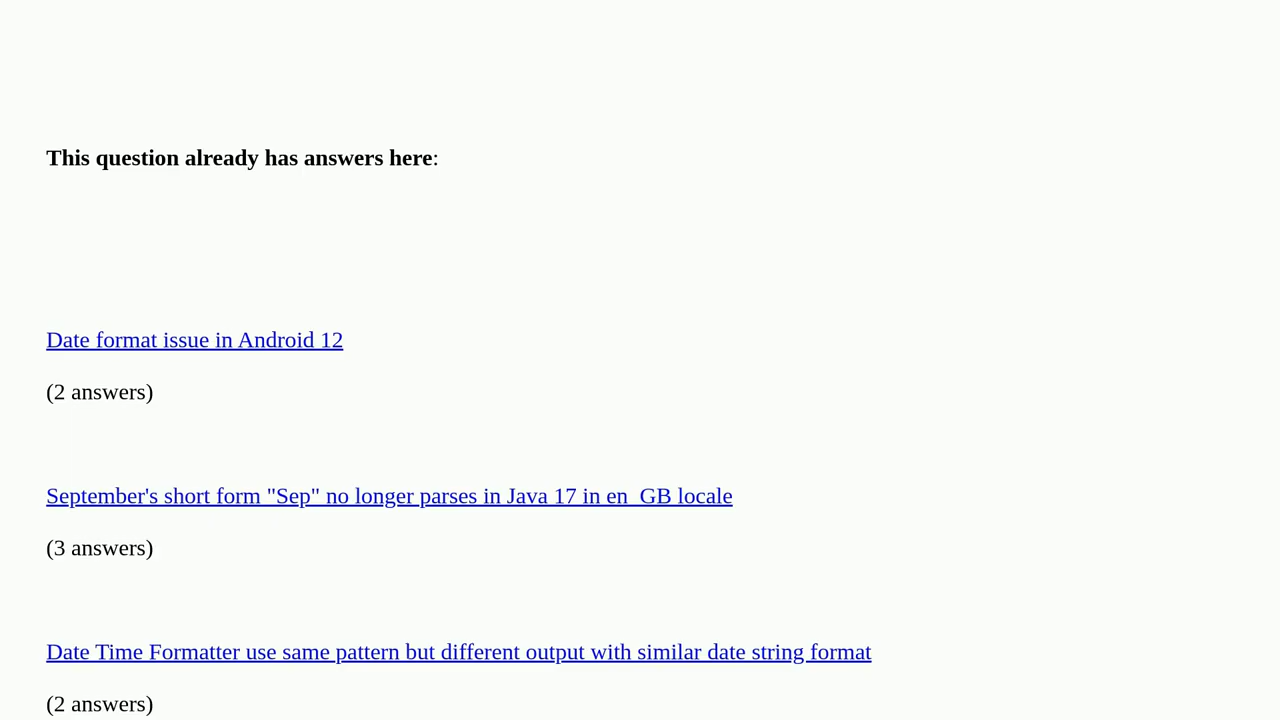 This question already has answers here:
Date format issue in Android 12
(2 answers)
September's short form "Sep" no longer parses in Java 17 in en_GB locale
(3 answers)
Date Time Formatter use same pattern but different output with similar date string format
(2 answers)